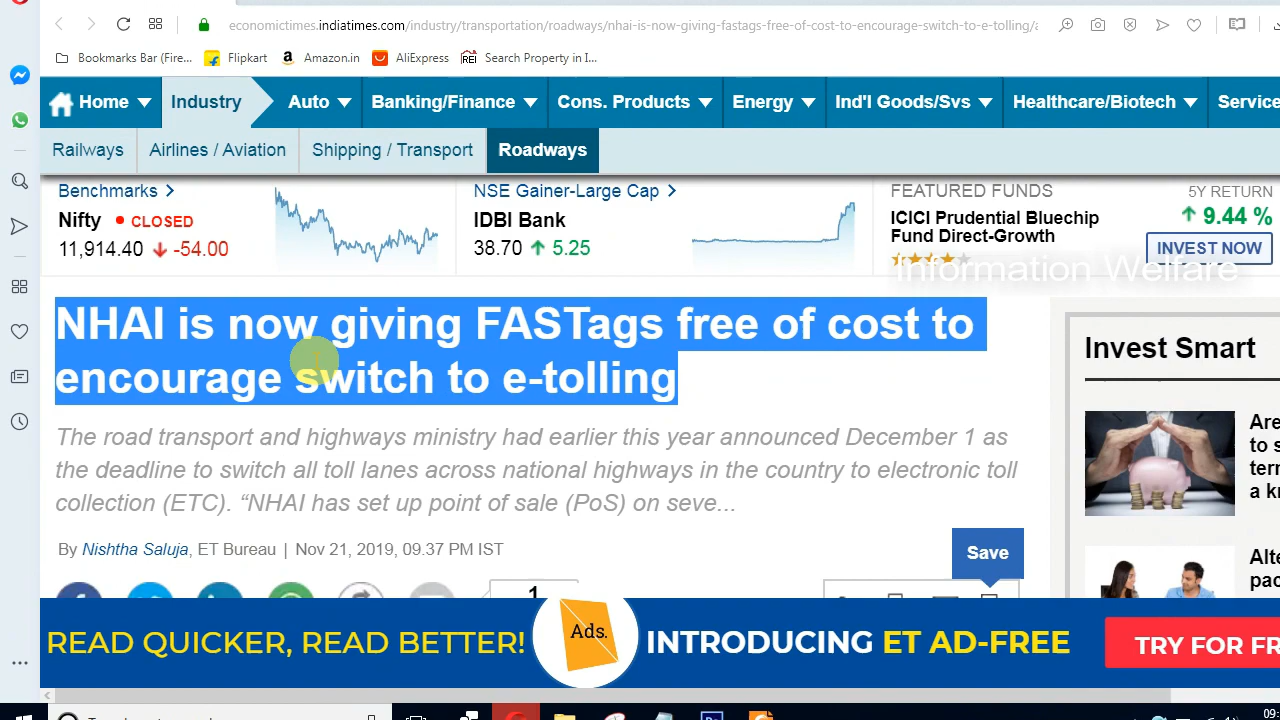 economictimes.indiatimes.com/industry/transportation/roadways/nhai-is-now-giving-fastags-free-of-cost-to-encourage-switch-to-e-tolling/
Bookmarks Bar (Fire... Flipkart Amazon.in AliExpress Search Property in I...
Home Industry Auto Banking/Finance Cons. Products Energy Ind'l Goods/Svs Healthcare/Biotech Service
Railways Airlines / Aviation Shipping / Transport Roadways
Benchmarks NSE Gainer-Large Cap FEATURED FUNDS 5Y RETURN
Nifty CLOSED IDBI Bank ICICI Prudential Bluechip 9.44 %
11,914.40 -54.00 38.70 5.25 Fund Direct-Growth INVEST NOW
Information Welfare
NHAI is now giving FASTags free of cost to
encourage switch to e-tolling
The road transport and highways ministry had earlier this year announced December 1 as
the deadline to switch all toll lanes across national highways in the country to electronic toll
collection (ETC). “NHAI has set up point of sale (PoS) on seve...
By Nishtha Saluja, ET Bureau | Nov 21, 2019, 09.37 PM IST
Save
1
Invest Smart
Are
to s
term
a k
Alte
pac
READ QUICKER, READ BETTER! Ads. INTRODUCING ET AD-FREE TRY FOR FR